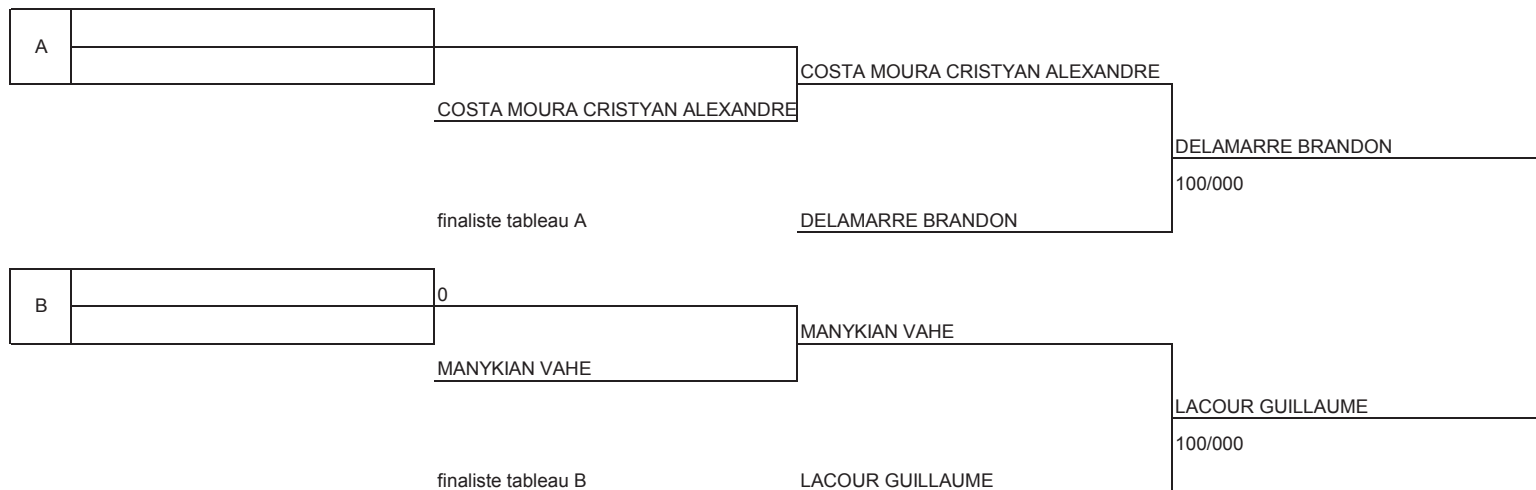 A
COSTA MOURA CRISTYAN ALEXANDRE
COSTA MOURA CRISTYAN ALEXANDRE
DELAMARRE BRANDON
100/000
finaliste tableau A
DELAMARRE BRANDON
B
0
MANYKIAN VAHE
MANYKIAN VAHE
LACOUR GUILLAUME
100/000
finaliste tableau B
LACOUR GUILLAUME